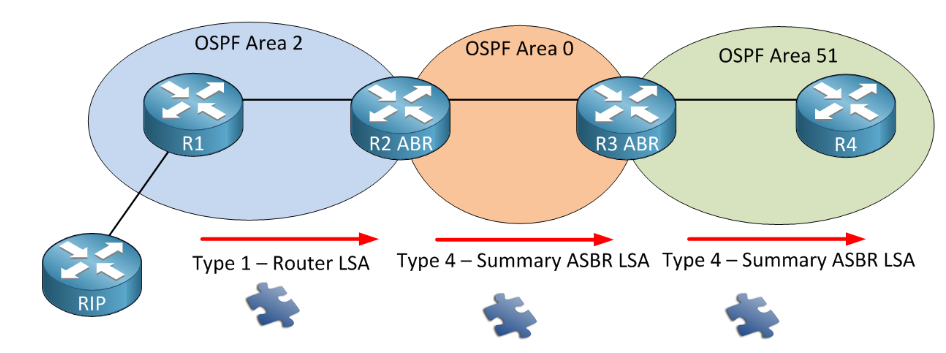 OSPF Area 2
OSPF Area 0
OSPF Area 51
R1
R2 ABR
R3 ABR
R4
Type 1 – Router LSA
Type 4 – Summary ASBR LSA
Type 4 – Summary ASBR LSA
RIP